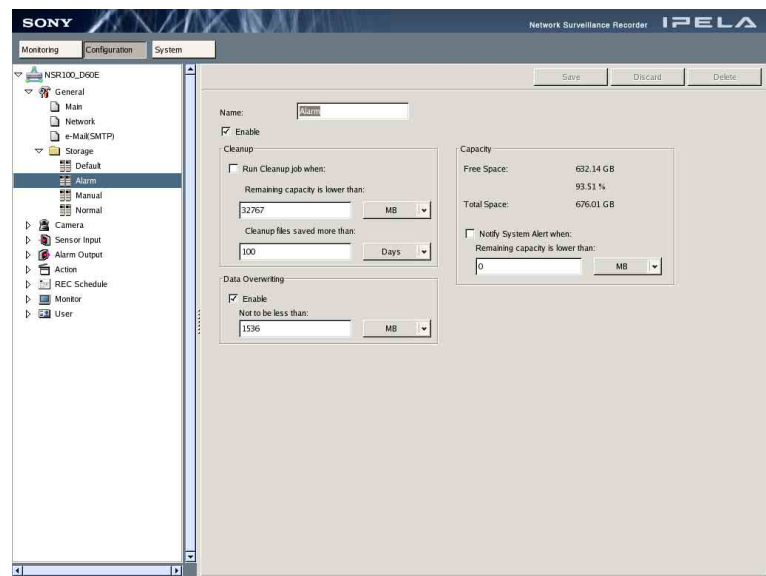 SONY
Network Surveillance Recorder IPELA
Monitoring Configuration System
NSR100_D60E
General
Main
Network
e-Mail(SMTP)
Storage
Default
Alarm
Manual
Normal
Camera
Sensor Input
Alarm Output
Action
REC Schedule
Monitor
User
Save Discard Delete
Name: Alarm
Enable
Cleanup
Run Cleanup job when:
Remaining capacity is lower than:
32767 MB
Cleanup files saved more than:
100 Days
Data Overwriting
Enable
Not to be less than:
1536 MB
Capacity
Free Space: 632.14 GB
93.51 %
Total Space: 676.01 GB
Notify System Alert when:
Remaining capacity is lower than:
0 MB